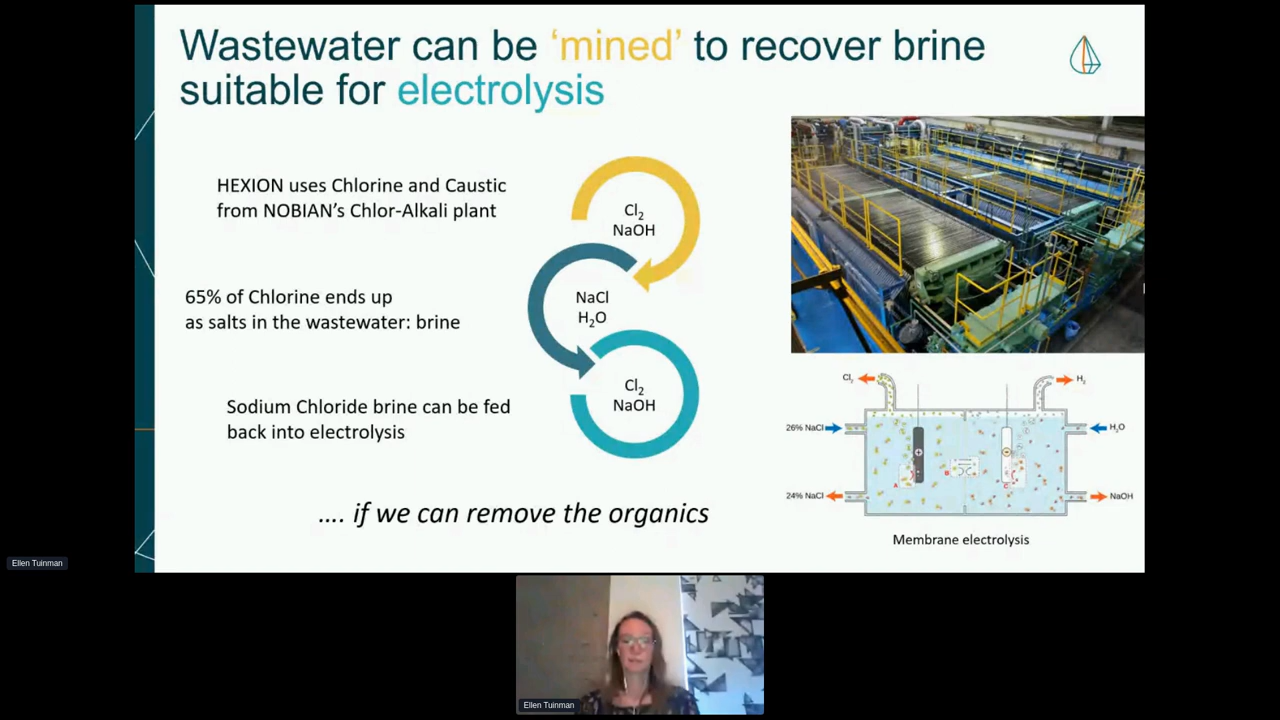 Wastewater can be ‘mined’ to recover brine
suitable for electrolysis
HEXION uses Chlorine and Caustic
from NOBIAN’s Chlor-Alkali plant
Cl₂
NaOH
65% of Chlorine ends up
as salts in the wastewater: brine
NaCl
H₂O
Sodium Chloride brine can be fed
back into electrolysis
Cl₂
NaOH
…. if we can remove the organics
Cl₂
H₂
26% NaCl
H₂O
24% NaCl
NaOH
A
B
C
Membrane electrolysis
Ellen Tuinman
Ellen Tuinman